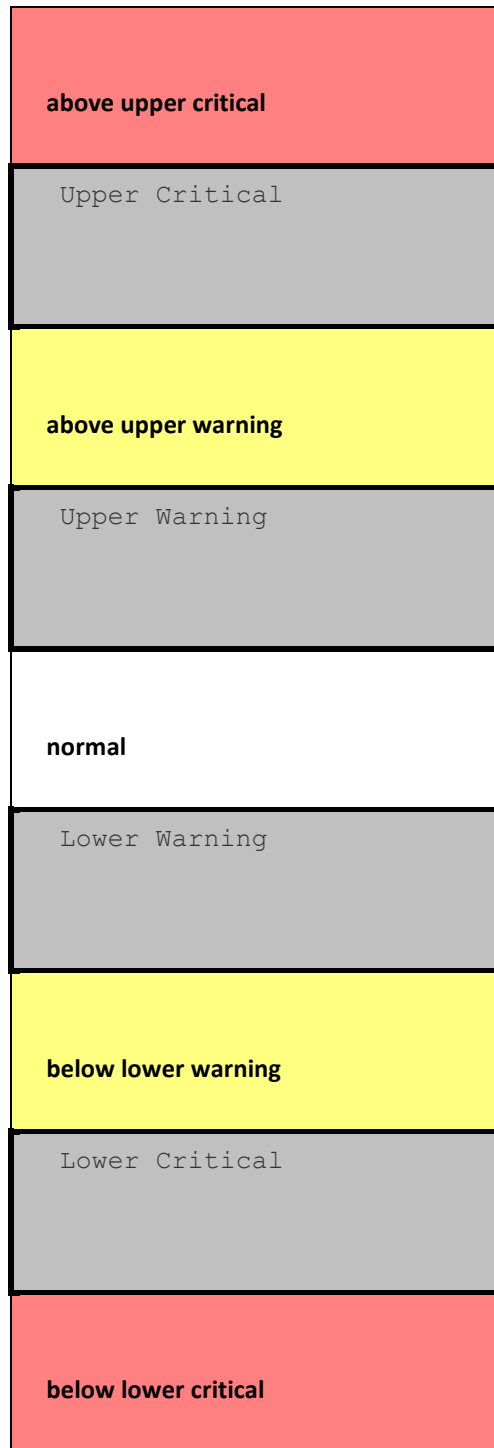 above upper critical
Upper Critical
above upper warning
Upper Warning
normal
Lower Warning
below lower warning
Lower Critical
below lower critical